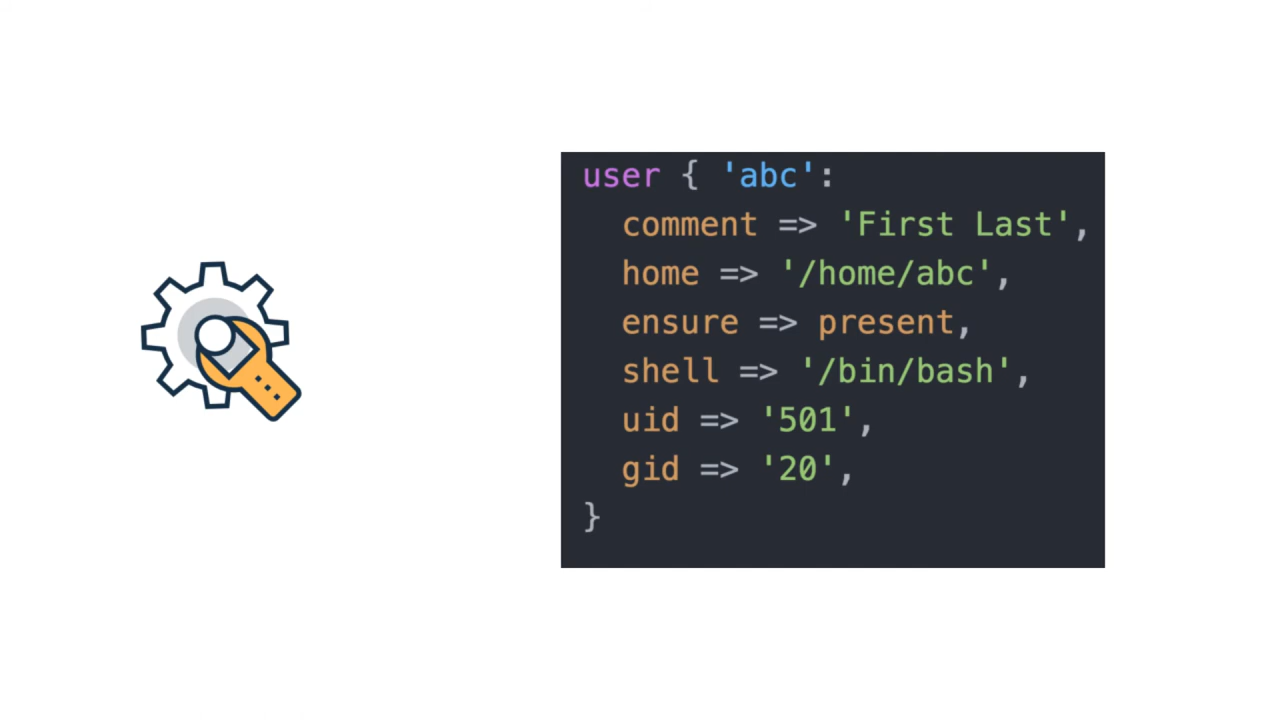 user { 'abc':
  comment => 'First Last',
  home => '/home/abc',
  ensure => present,
  shell => '/bin/bash',
  uid => '501',
  gid => '20',
}